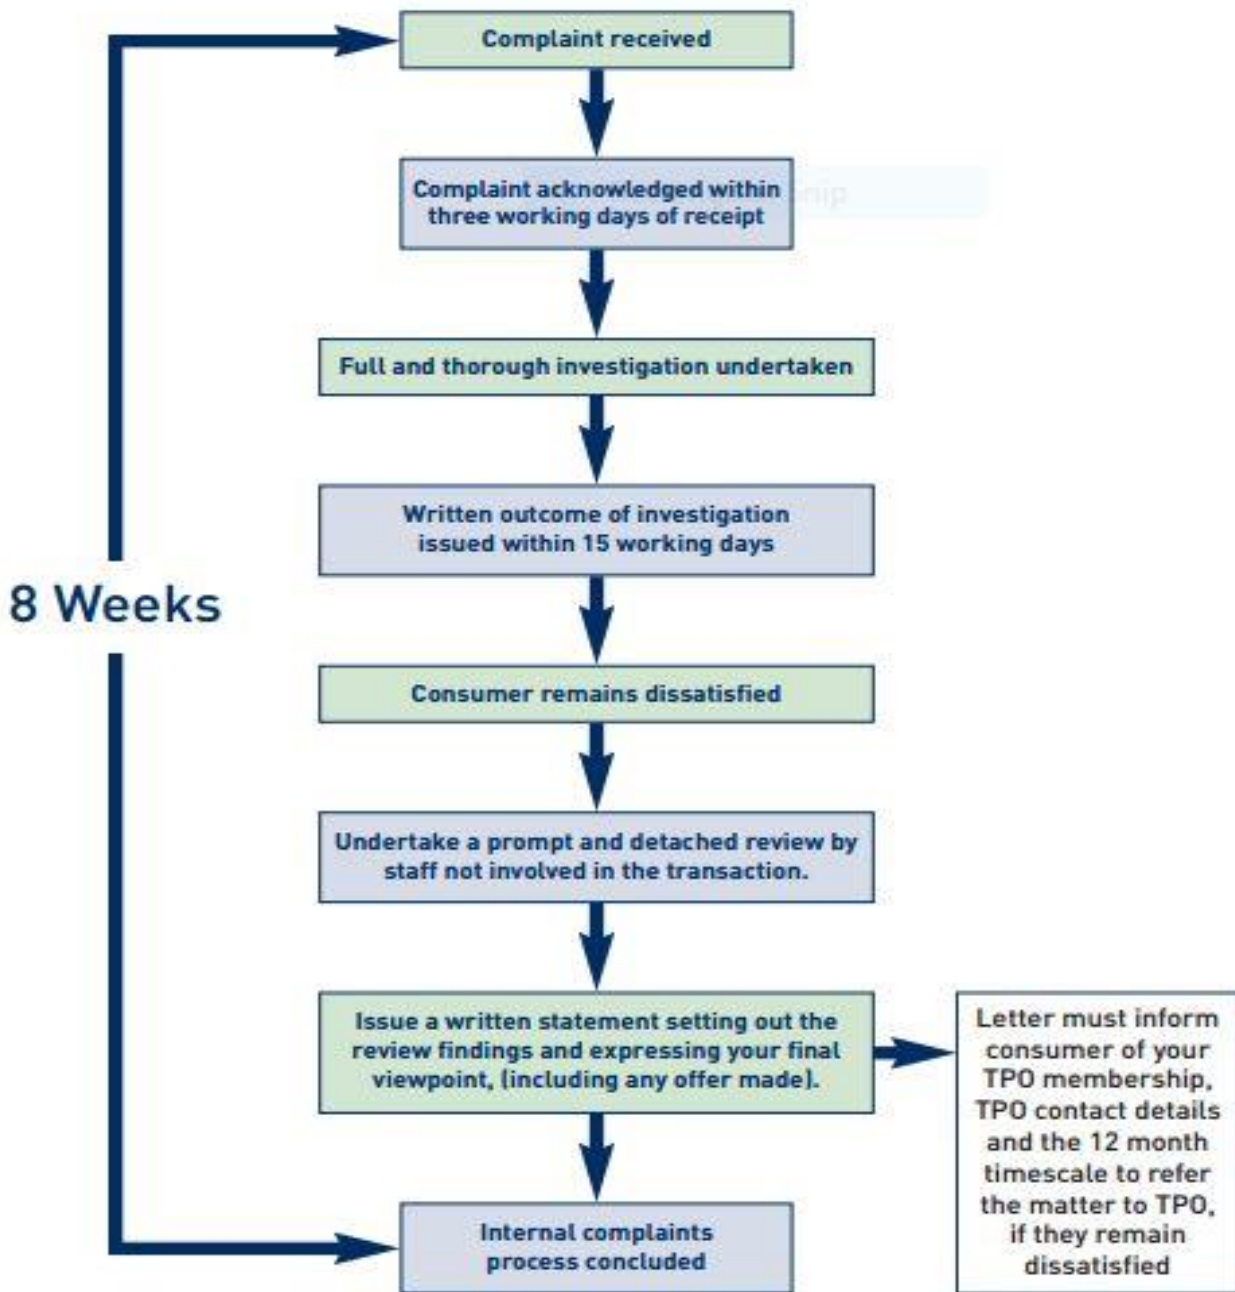 Complaint received
Complaint acknowledged within
three working days of receipt
Full and thorough investigation undertaken
Written outcome of investigation
issued within 15 working days
8 Weeks
Consumer remains dissatisfied
Undertake a prompt and detached review by
staff not involved in the transaction.
Issue a written statement setting out the
review findings and expressing your final
viewpoint, (including any offer made).
Letter must inform
consumer of your
TPO membership,
TPO contact details
and the 12 month
timescale to refer
the matter to TPO,
if they remain
dissatisfied
Internal complaints
process concluded